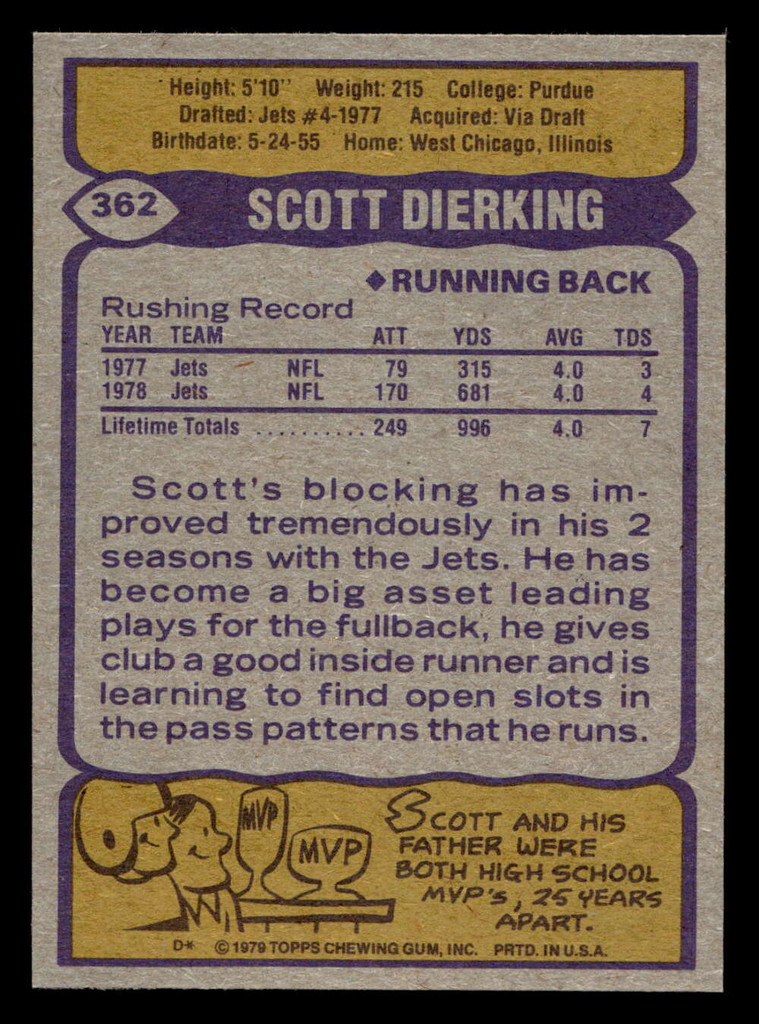 Height: 5'10'' Weight: 215 College: Purdue
Drafted: Jets #4-1977 Acquired: Via Draft
Birthdate: 5-24-55 Home: West Chicago, Illinois
362 SCOTT DIERKING
◆RUNNING BACK
Rushing Record
YEAR TEAM ATT YDS AVG TDS
1977 Jets NFL 79 315 4.0 3
1978 Jets NFL 170 681 4.0 4
Lifetime Totals .......... 249 996 4.0 7
Scott's blocking has im-
proved tremendously in his 2
seasons with the Jets. He has
become a big asset leading
plays for the fullback, he gives
club a good inside runner and is
learning to find open slots in
the pass patterns that he runs.
MVP
MVP
SCOTT AND HIS
FATHER WERE
BOTH HIGH SCHOOL
MVP's, 25 YEARS
APART.
D* © 1979 TOPPS CHEWING GUM, INC. PRTD. IN U.S.A.